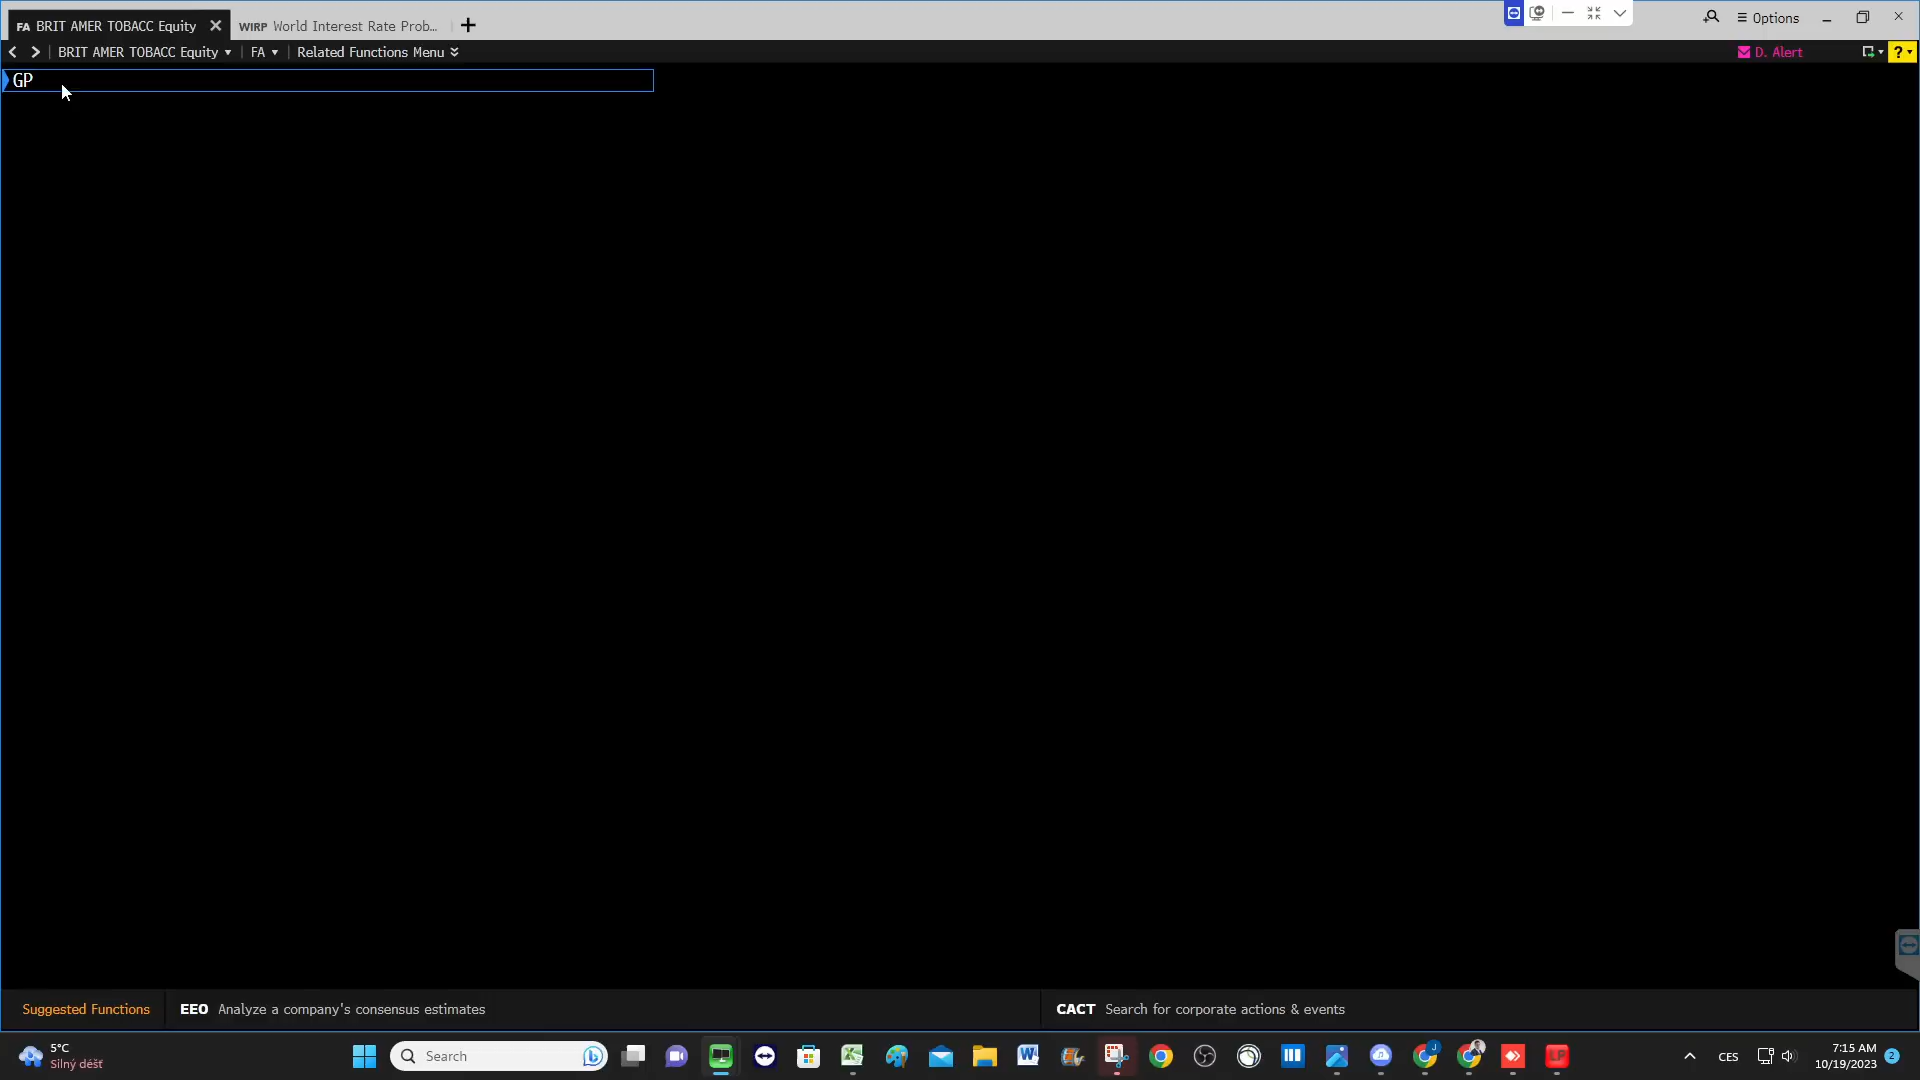 FA BRIT AMER TOBACC Equity
WIRP World Interest Rate Prob...
Options
BRIT AMER TOBACC Equity
FA
Related Functions Menu
D. Alert
?
GP
Suggested Functions
EEO Analyze a company's consensus estimates
CACT Search for corporate actions & events
5°C
Silný déšť
Search
CES
7:15 AM
10/19/2023
2